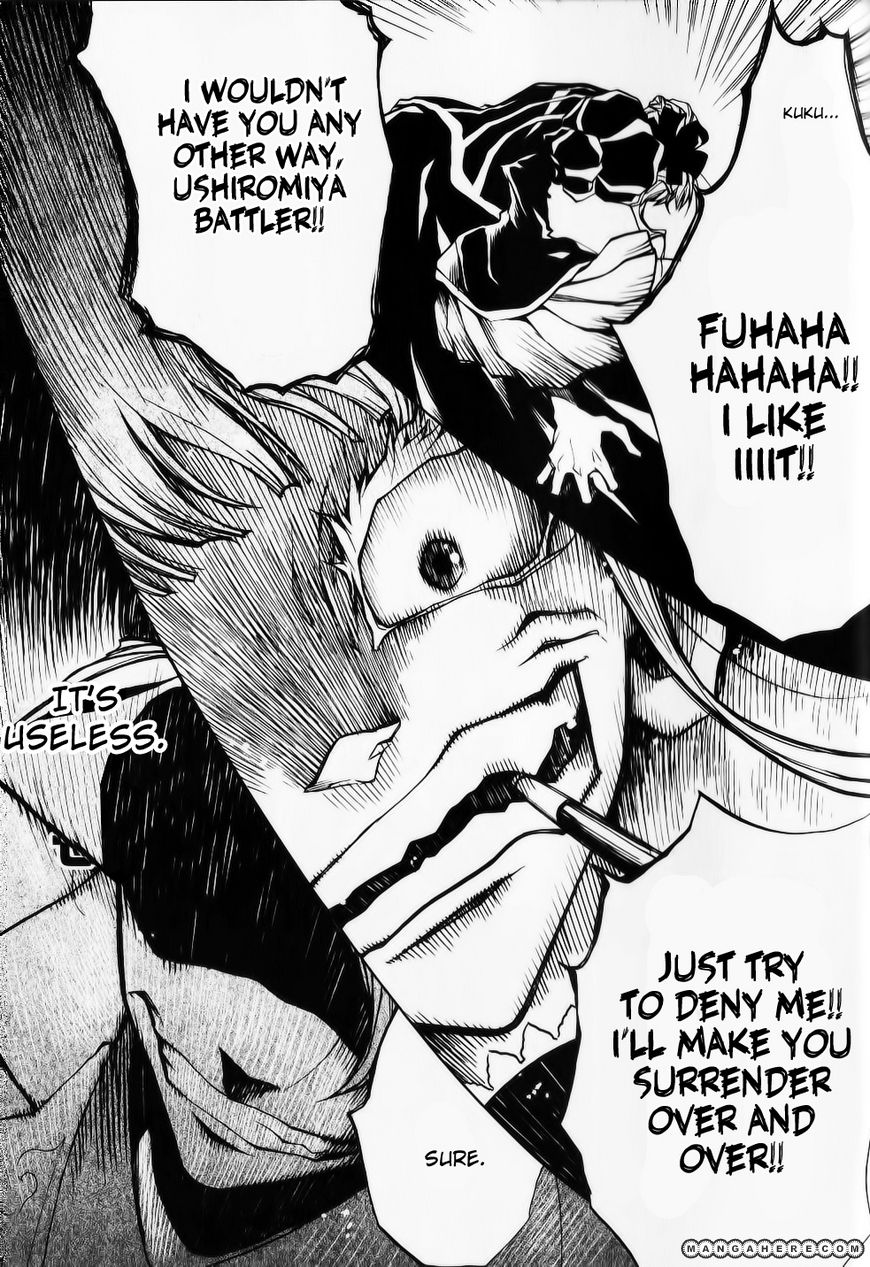 KUKU...
FUHAHA
HAHAHA!!
I LIKE
IIIIT!!
I WOULDN'T
HAVE YOU ANY
OTHER WAY,
USHIROMIYA
BATTLER!!
JUST TRY
TO DENY ME!!
I'LL MAKE YOU
SURRENDER
OVER AND
OVER!!
SURE.
IT'S
USELESS.
MANGAHERE.COM